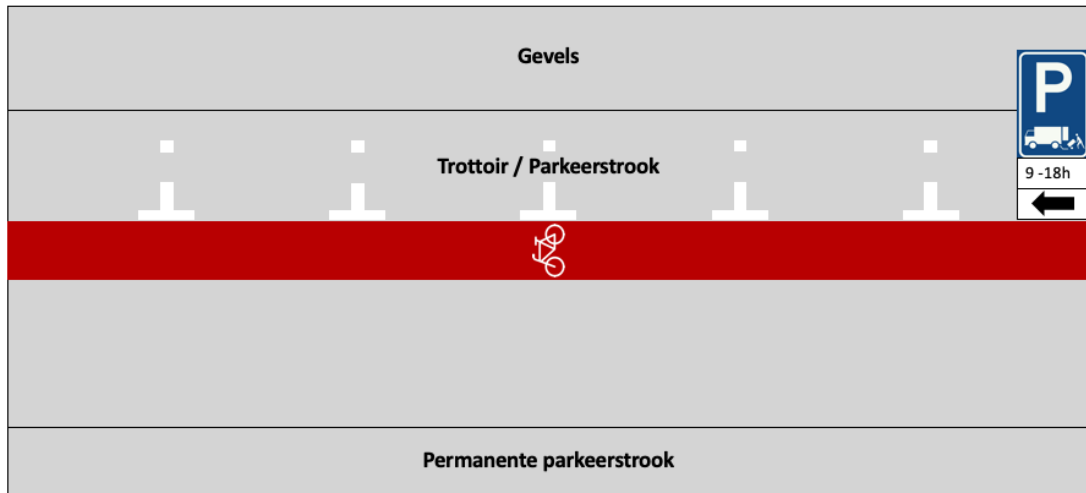 Gevels
P
Trottoir / Parkeerstrook
9 -18h
Permanente parkeerstrook